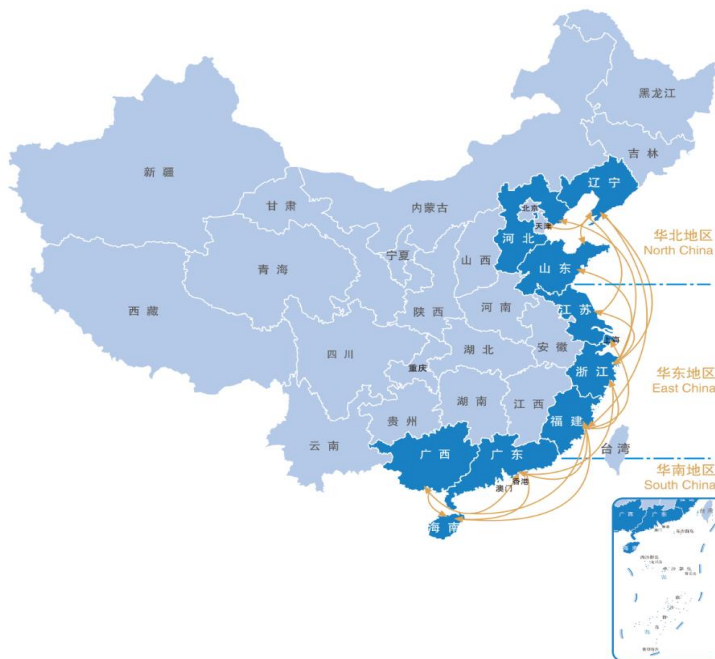 黑龙江
吉林
新疆
辽宁
甘肃
内蒙古
北京
天津
河北
华北地区
North China
宁夏
山西
山东
青海
西藏
陕西
河南
江苏
安徽
上海
四川
湖北
重庆
浙江
华东地区
East China
湖南
江西
贵州
福建
云南
广西
广东
台湾
华南地区
South China
香港
澳门
海南
广西
广东